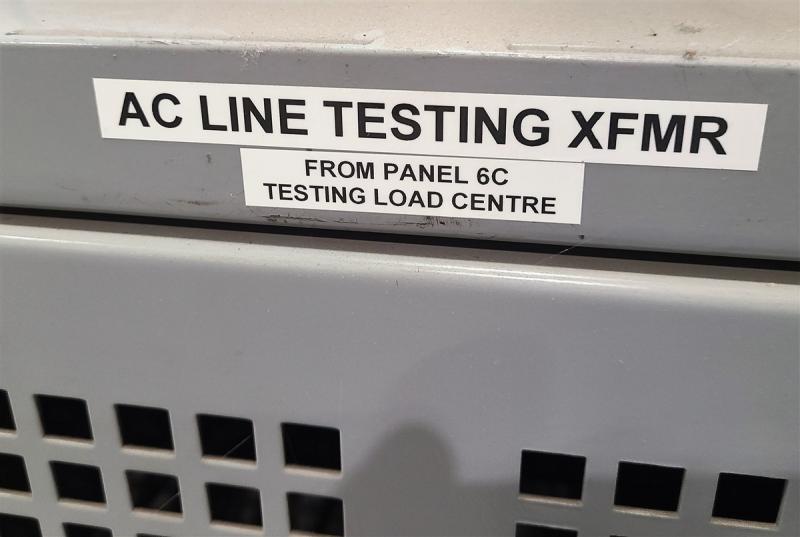 AC LINE TESTING XFMR
FROM PANEL 6C
TESTING LOAD CENTRE